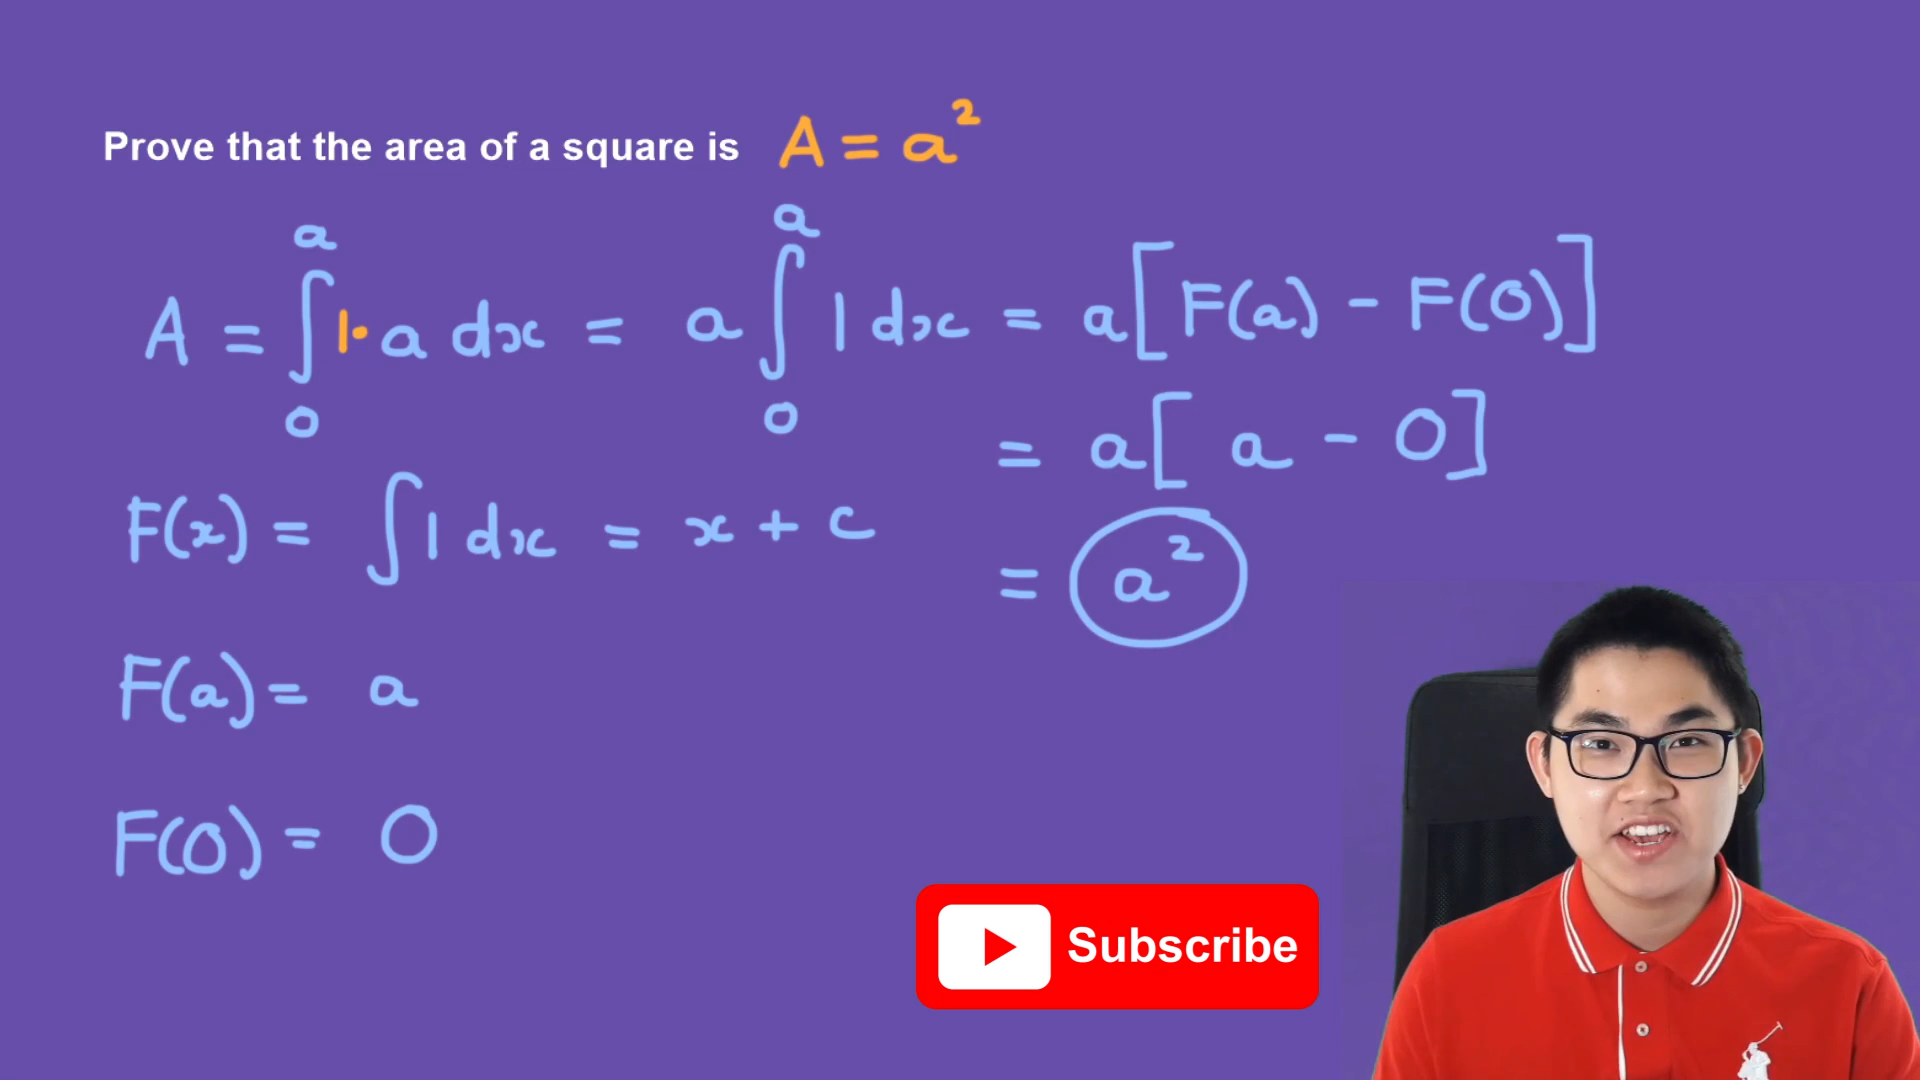 Prove that the area of a square is A = a²
A = ∫₀ᵃ 1·a dx = a ∫₀ᵃ 1 dx = a[F(a) - F(0)]
= a[a - 0]
F(x) = ∫ 1 dx = x + c
= a²
F(a) = a
F(0) = 0
Subscribe